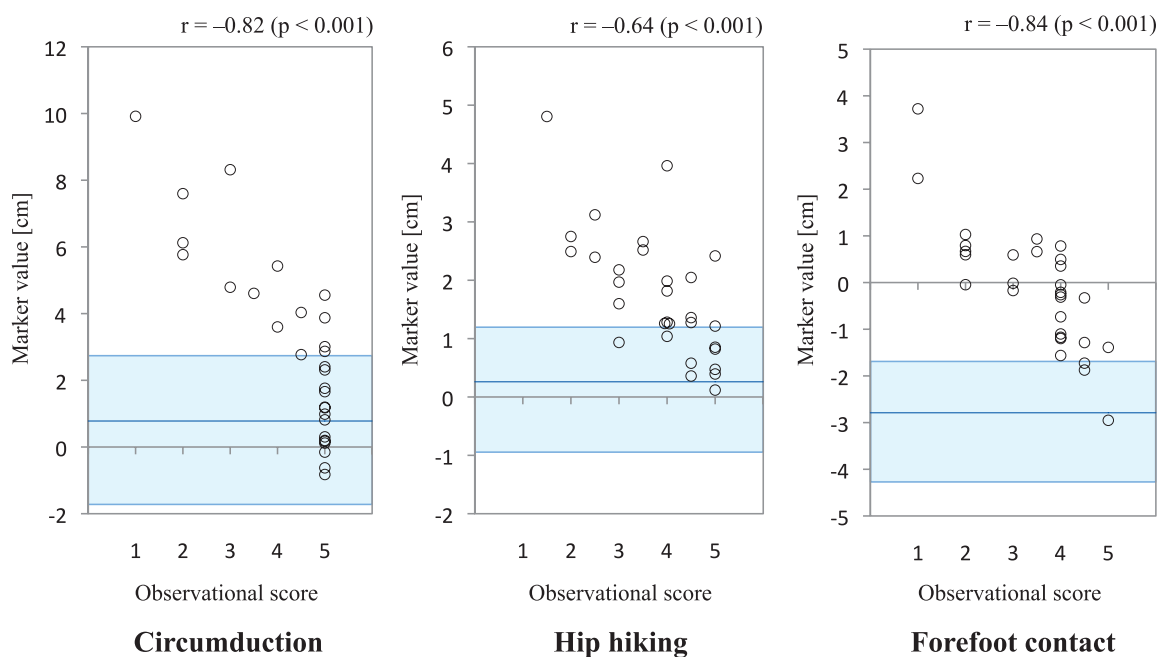 r = –0.82 (p < 0.001)
12
10
8
6
4
2
0
-2
Marker value [cm]
1 2 3 4 5
Observational score
Circumduction
r = –0.64 (p < 0.001)
6
5
4
3
2
1
0
-1
-2
Marker value [cm]
1 2 3 4 5
Observational score
Hip hiking
r = –0.84 (p < 0.001)
5
4
3
2
1
0
-1
-2
-3
-4
-5
Marker value [cm]
1 2 3 4 5
Observational score
Forefoot contact